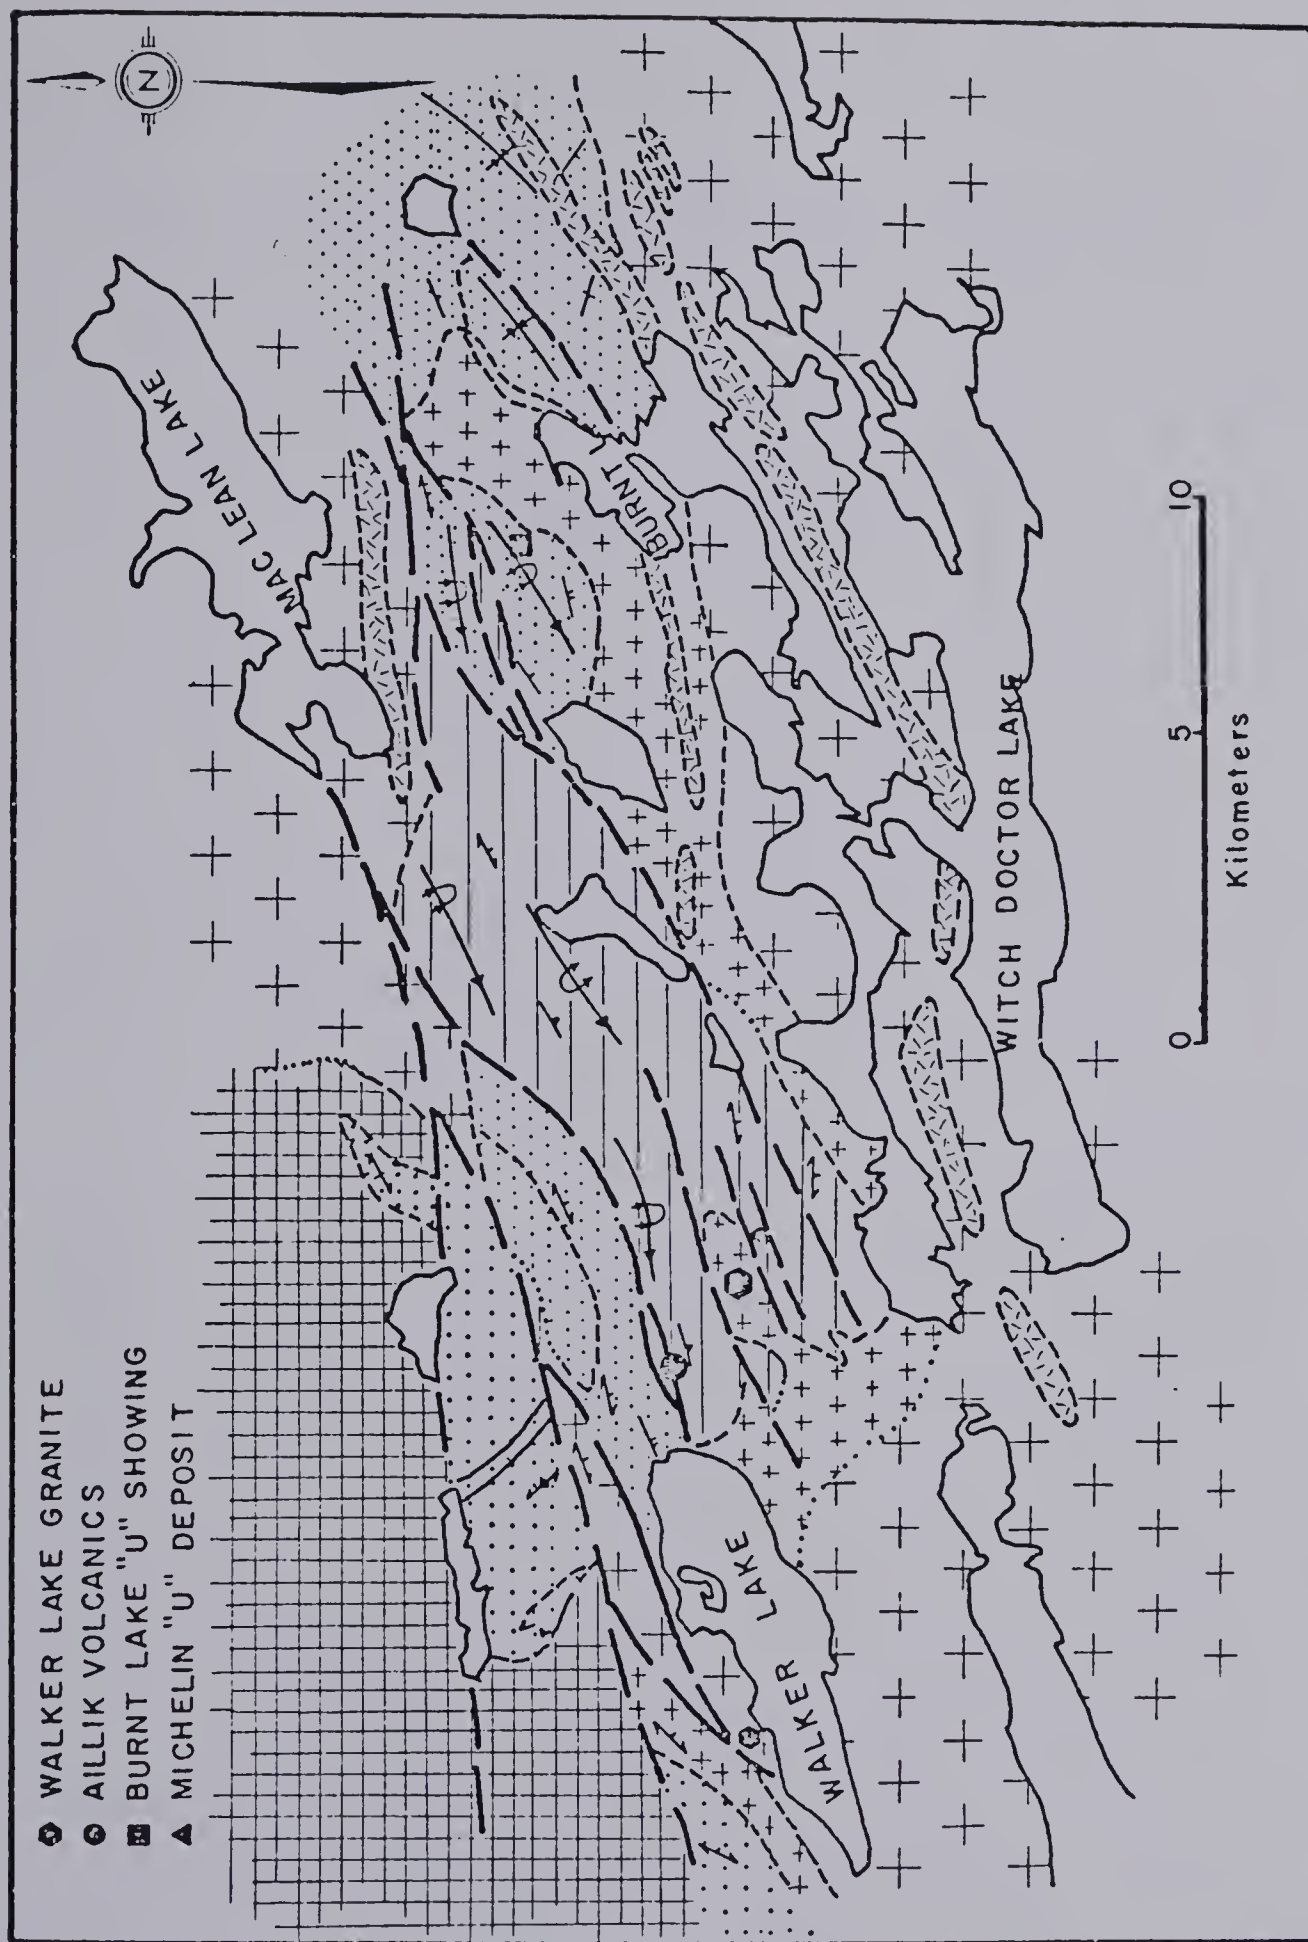 WALKER LAKE GRANITE
AILLIK VOLCANICS
BURNT LAKE "U" SHOWING
MICHELIN "U" DEPOSIT
N
MAC LEAN LAKE
BURNT
WALKER LAKE
WITCH DOCTOR LAKE
0 5 10
Kilometers